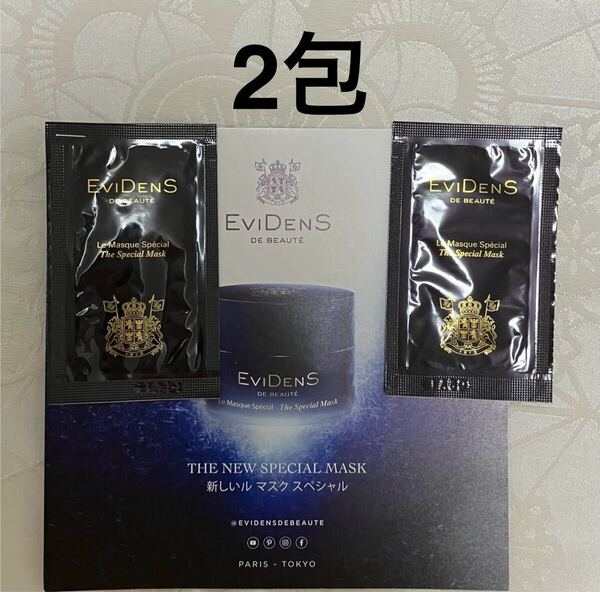 2包
EVIDENS
DE BEAUTÉ
Le Masque Spécial
The Special Mask
1215
EVIDENS
DE BEAUTÉ
EVIDENS
DE BEAUTÉ
Le Masque Spécial - The Special Mask
THE NEW SPECIAL MASK
新しいル マスク スペシャル
@EVIDENSDEBEAUTE
PARIS - TOKYO
EVIDENS
DE BEAUTÉ
Le Masque Spécial
The Special Mask
1215